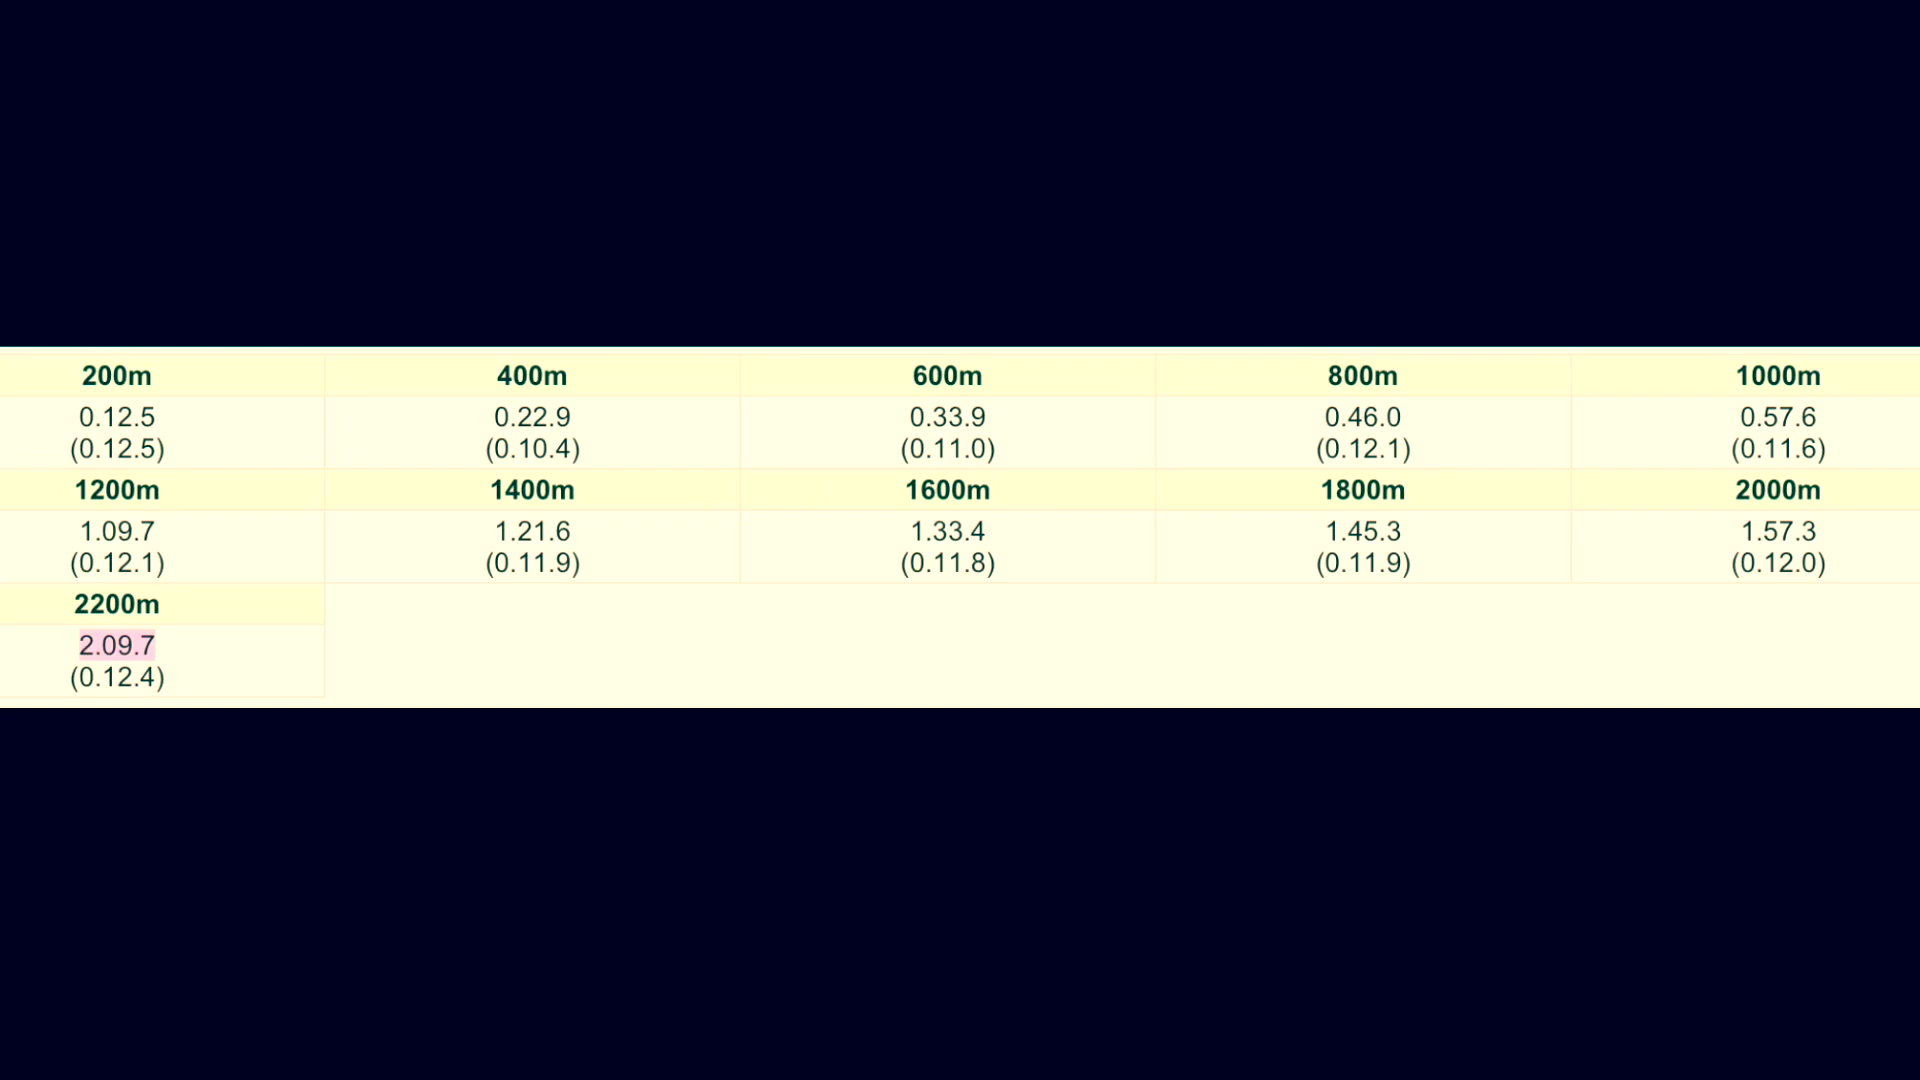 200m 400m 600m 800m 1000m
0.12.5 0.22.9 0.33.9 0.46.0 0.57.6
(0.12.5) (0.10.4) (0.11.0) (0.12.1) (0.11.6)
1200m 1400m 1600m 1800m 2000m
1.09.7 1.21.6 1.33.4 1.45.3 1.57.3
(0.12.1) (0.11.9) (0.11.8) (0.11.9) (0.12.0)
2200m
2.09.7
(0.12.4)